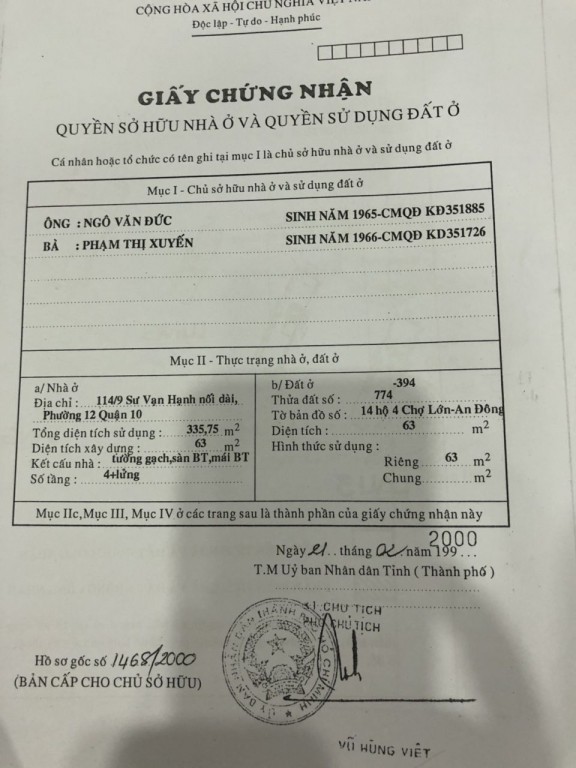 CỘNG HÒA XÃ HỘI CHỦ NGHĨA VIỆT
Độc lập - Tự do - Hạnh phúc
GIẤY CHỨNG NHẬN
QUYỀN SỞ HỮU NHÀ Ở VÀ QUYỀN SỬ DỤNG ĐẤT Ở
Cá nhân hoặc tổ chức có tên ghi tại mục I là chủ sở hữu nhà ở và sử dụng đất ở
Mục I - Chủ sở hữu nhà ở và sử dụng đất ở
ÔNG : NGÔ VĂN ĐỨC SINH NĂM 1965-CMQĐ KĐ351885
BÀ : PHẠM THỊ XUYẾN SINH NĂM 1966-CMQĐ KD351726
Mục II - Thực trạng nhà ở, đất ở
a/ Nhà ở
Địa chỉ : 114/9 Sư Vạn Hạnh nối dài,
Phường 12 Quận 10
Tổng diện tích sử dụng : 335,75 m2
Diện tích xây dựng : 63 m2
Kết cấu nhà : tường gạch,sàn BT,mái BT
Số tầng : 4+lửng
b/ Đất ở -394
Thửa đất số : 774
Tờ bản đồ số : 14 hộ 4 Chợ Lớn-An Đông
Diện tích : 63 m2
Hình thức sử dụng :
Riêng 63 m2
Chung m2
Mục IIc,Mục III, Mục IV ở các trang sau là thành phần của giấy chứng nhận này
Ngày 21 tháng 02 năm 199 2000
T.M Uỷ ban Nhân dân Tỉnh ( Thành phố )
CHỦ TỊCH
PHÓ CHỦ TỊCH
Hồ sơ gốc số 1468/2000
(BẢN CẤP CHO CHỦ SỞ HỮU)
VŨ HÙNG VIỆT